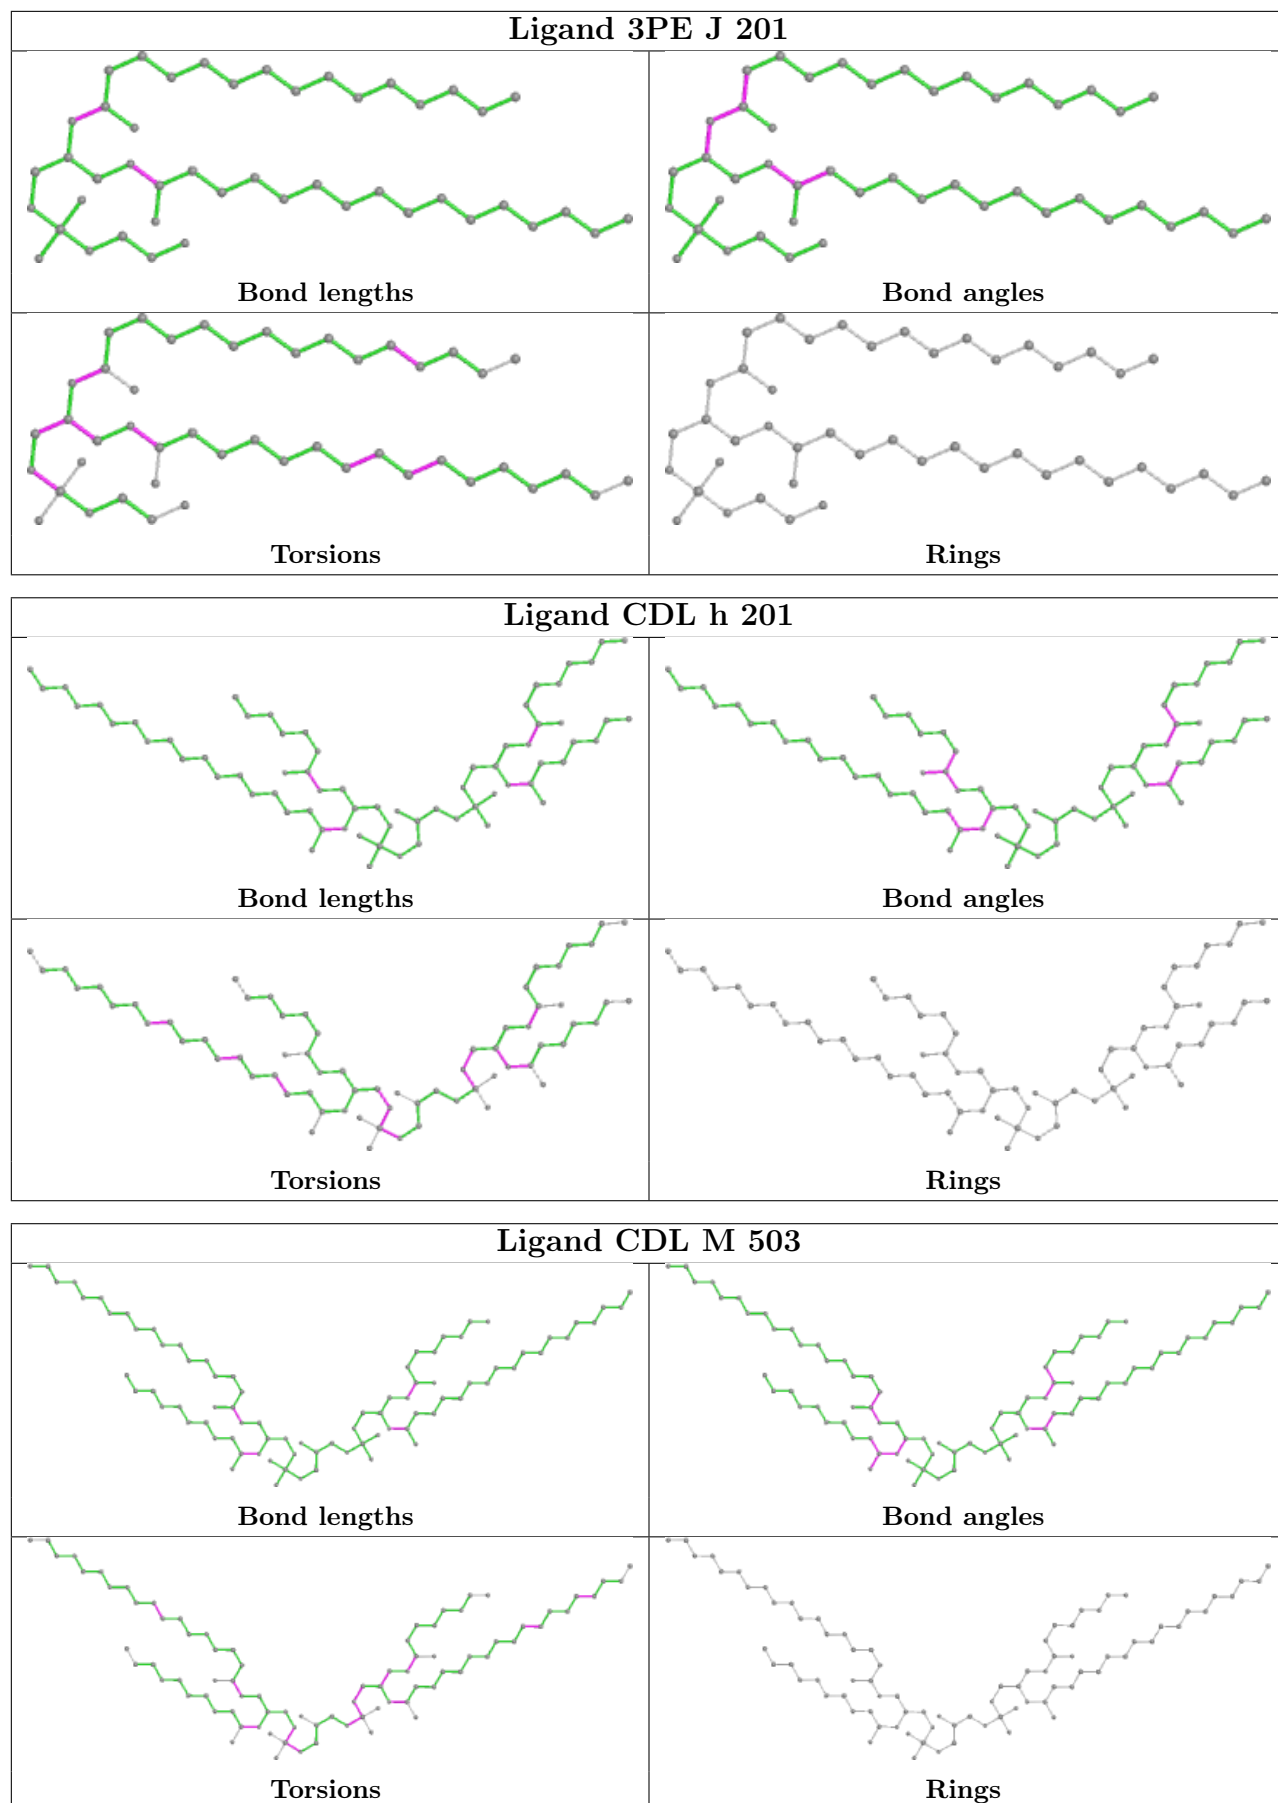 Ligand 3PE J 201
Bond lengths
Bond angles
Torsions
Rings
Ligand CDL h 201
Bond lengths
Bond angles
Torsions
Rings
Ligand CDL M 503
Bond lengths
Bond angles
Torsions
Rings